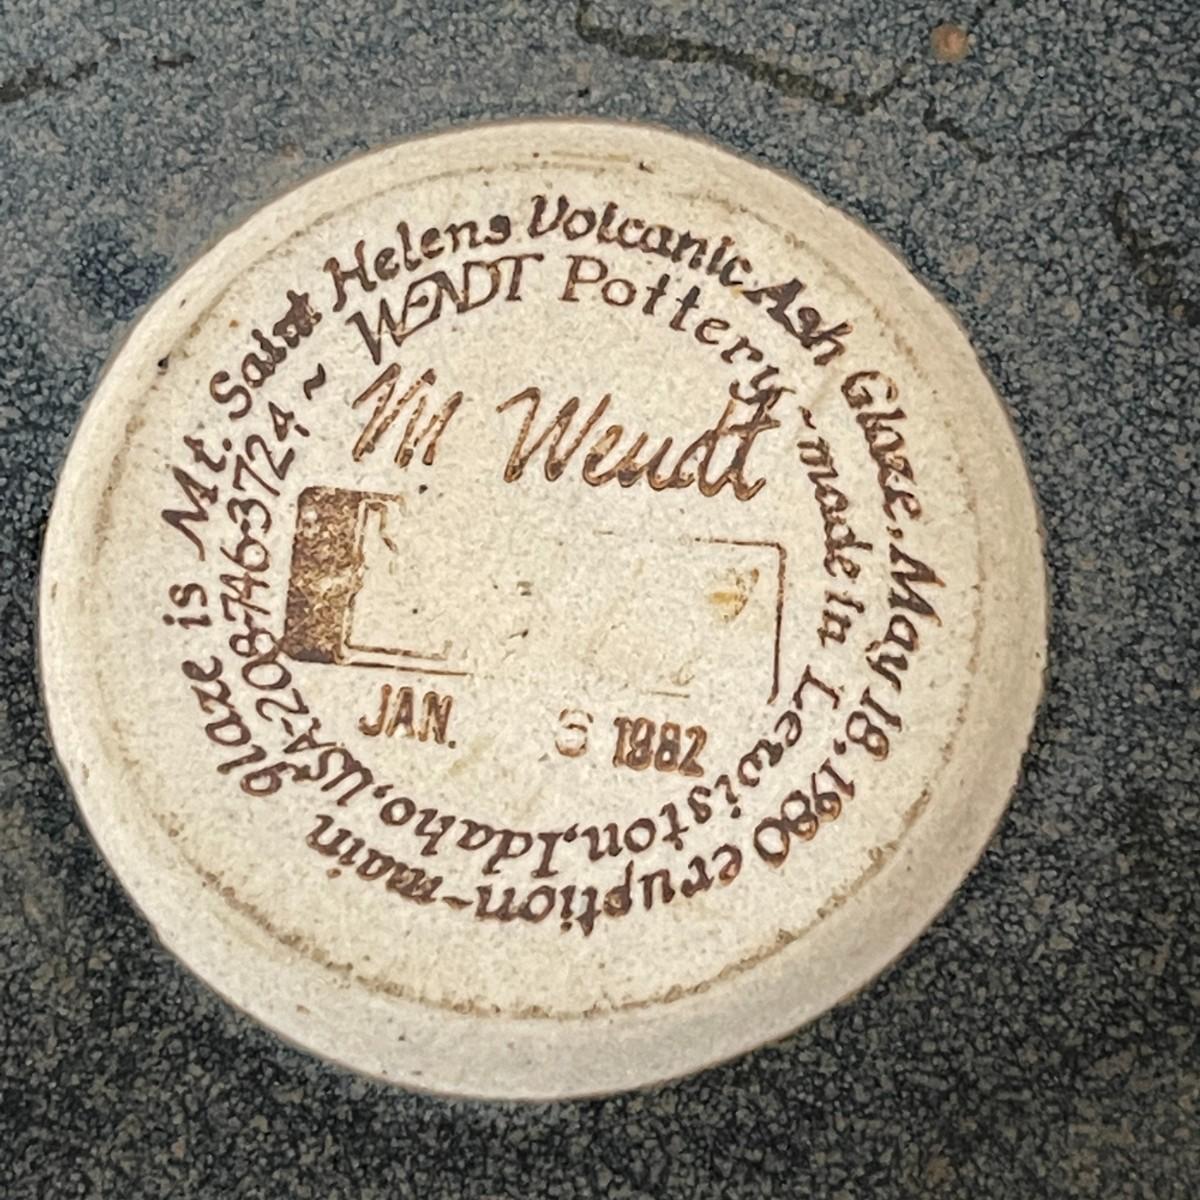 main glaze is Mt. Saint Helens Volcanic Ash Glaze, May 18, 1980 eruption~
~ WENDT Pottery ~ made in Lewiston, Idaho, USA-208-746-3724
M Wendt
JAN. 6 1982